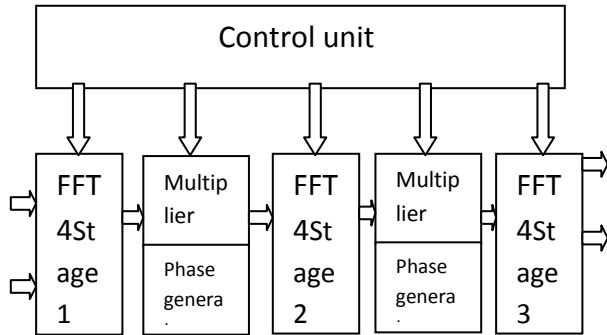 Control unit
FFT
4St
age
1
Multip
lier
Phase
genera
FFT
4St
age
2
Multip
lier
Phase
genera
FFT
4St
age
3